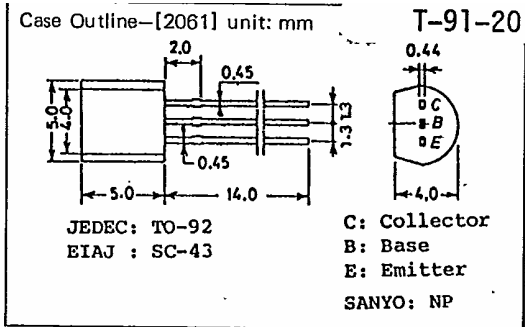 Case Outline–[2061] unit: mm
T-91-20
2.0
0.45
0.44
5.0
4.0
C
B
E
1.3
1.3
0.45
5.0
14.0
4.0
JEDEC: TO-92
EIAJ : SC-43
C: Collector
B: Base
E: Emitter
SANYO: NP